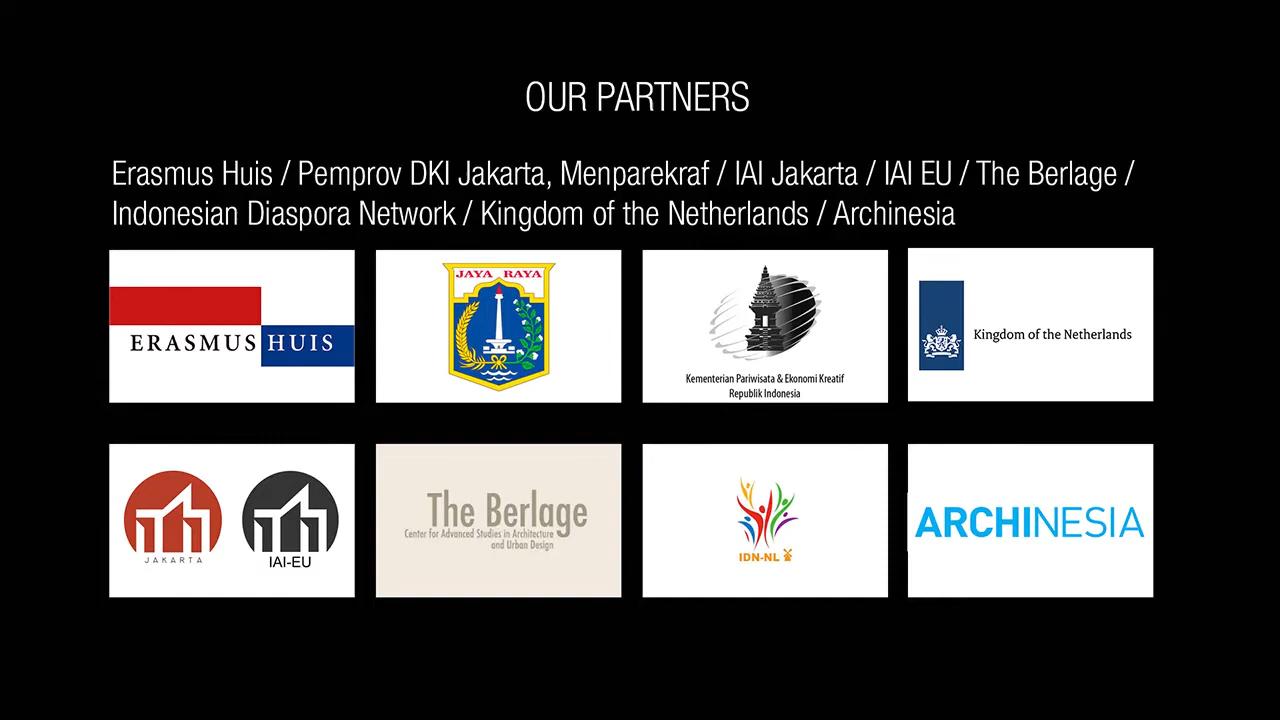 OUR PARTNERS
Erasmus Huis / Pemprov DKI Jakarta, Menparekraf / IAI Jakarta / IAI EU / The Berlage /
Indonesian Diaspora Network / Kingdom of the Netherlands / Archinesia
ERASMUS HUIS
JAYA RAYA
Kementerian Pariwisata & Ekonomi Kreatif
Republik Indonesia
Kingdom of the Netherlands
JAKARTA
IAI-EU
The Berlage
Center for Advanced Studies in Architecture
and Urban Design
IDN-NL
ARCHINESIA